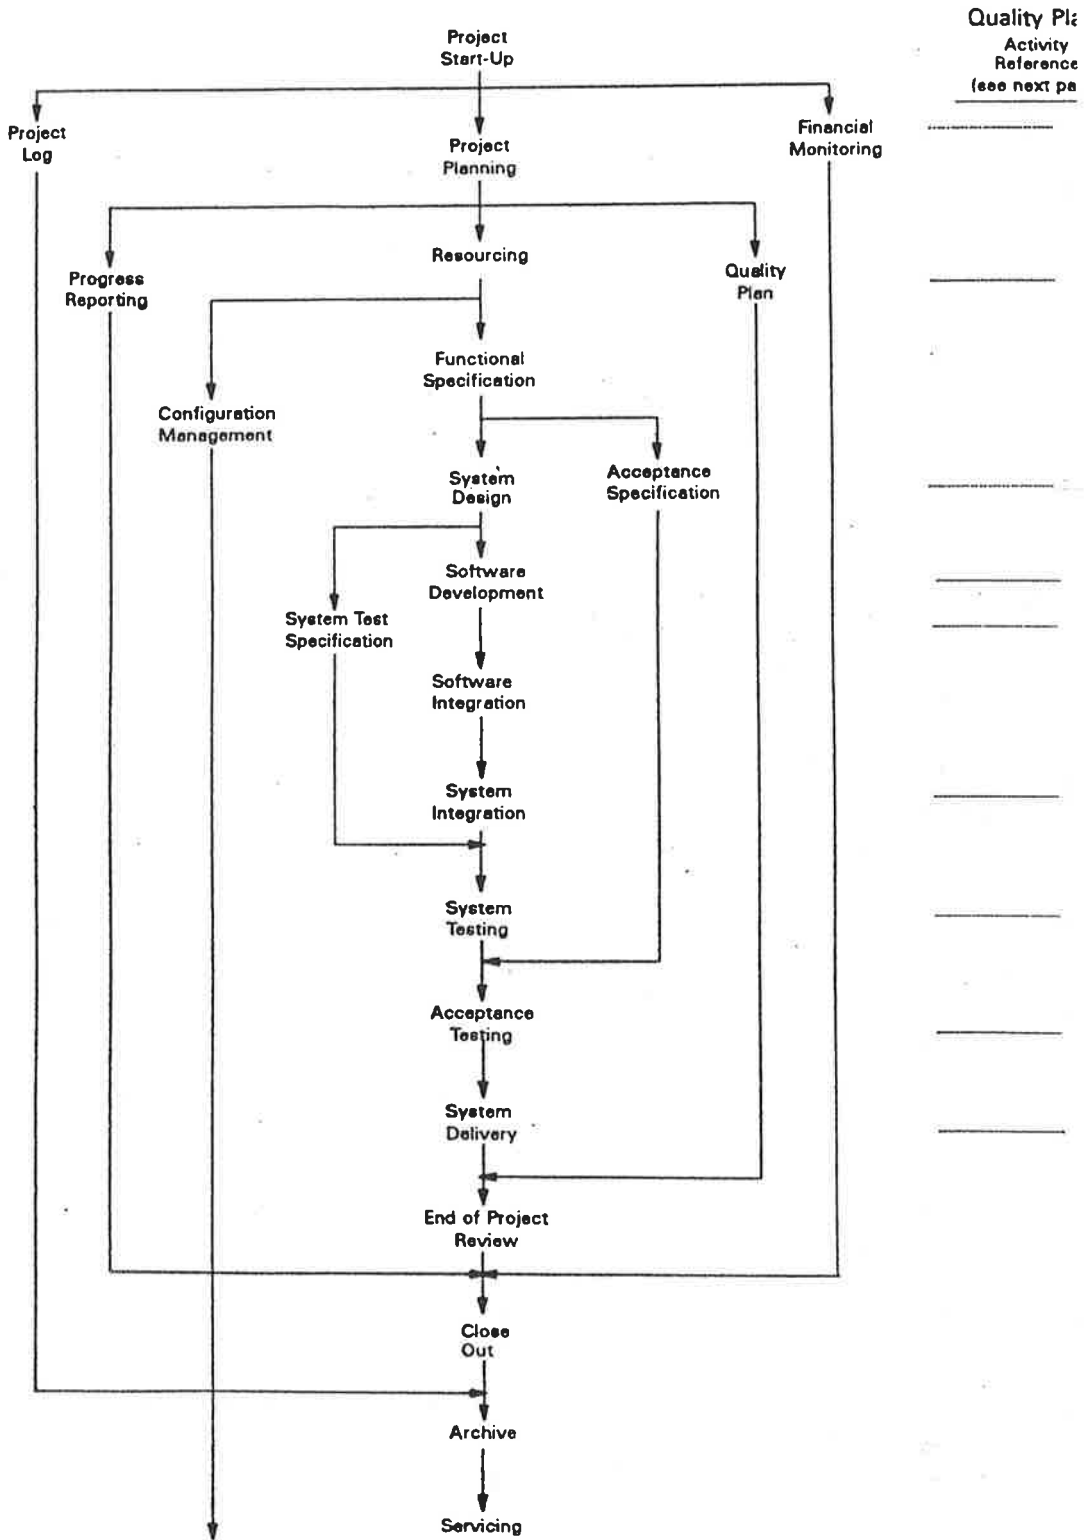 Quality
Activity
Reference
(see next
Project
Start-Up
Project
Log
Project
Planning
Financial
Monitoring
Progress
Reporting
Resourcing
Quality
Plan
Functional
Specification
Configuration
Management
System
Design
Acceptance
Specification
Software
Development
System Test
Specification
Software
Integration
System
Integration
System
Testing
Acceptance
Testing
System
Delivery
End of Project
Review
Close
Out
Archive
Servicing